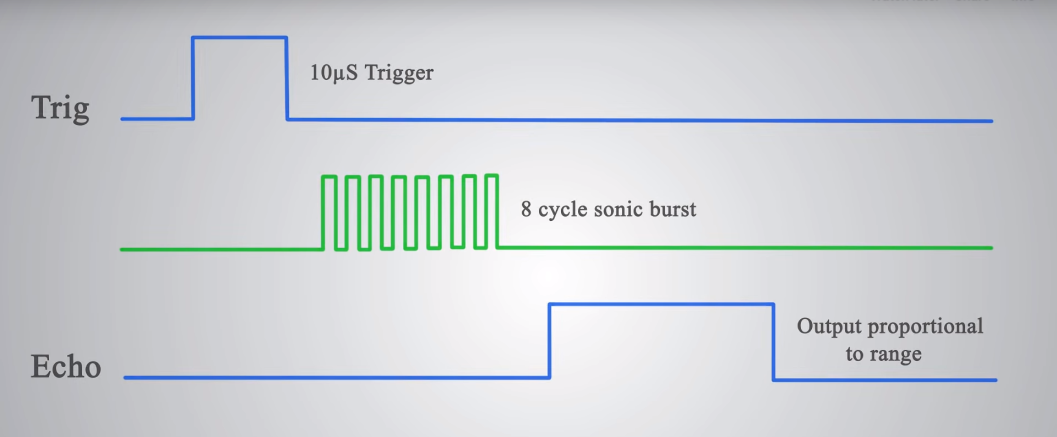 10µS Trigger
Trig
8 cycle sonic burst
Output proportional
to range
Echo